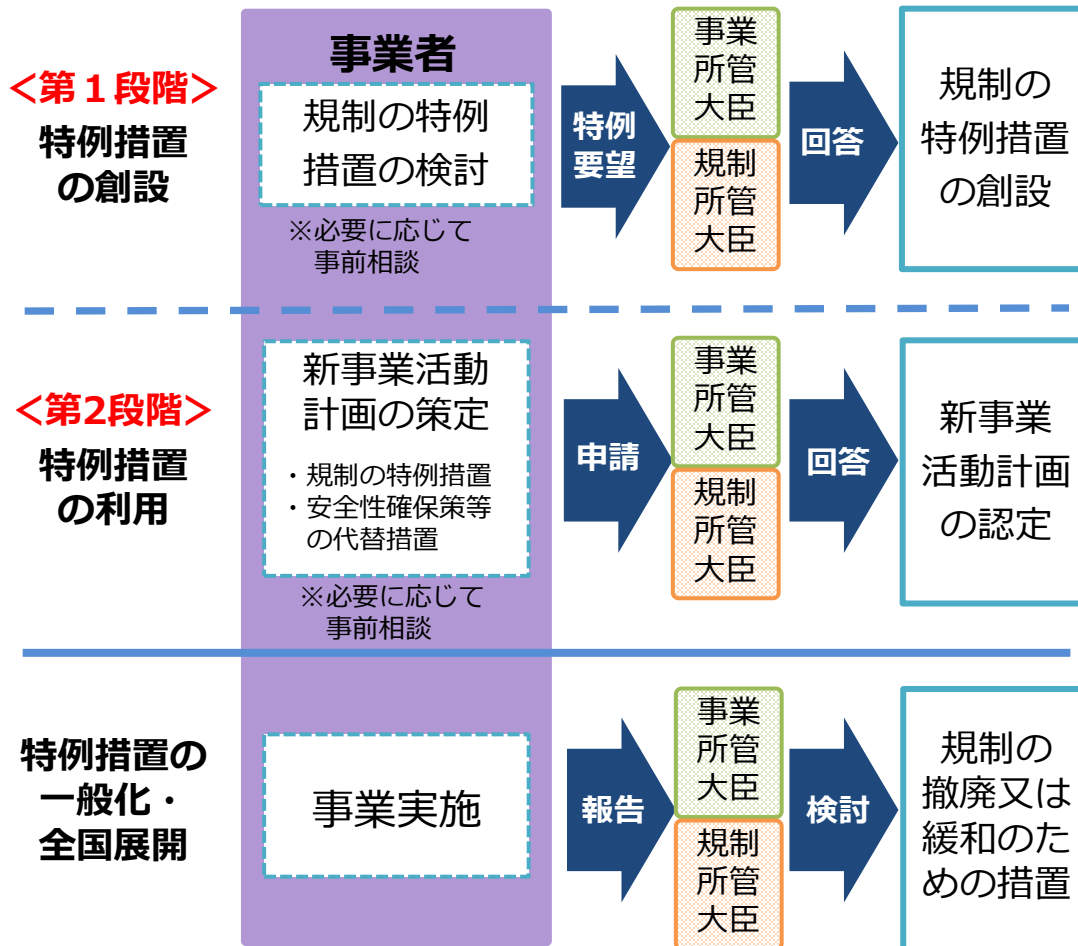 ＜第１段階＞
特例措置
の創設
事業者
規制の特例
措置の検討
※必要に応じて
事前相談
特例
要望
事業
所管
大臣
規制
所管
大臣
回答
規制の
特例措置
の創設
＜第2段階＞
特例措置
の利用
新事業活動
計画の策定
・規制の特例措置
・安全性確保策等
の代替措置
※必要に応じて
事前相談
申請
事業
所管
大臣
規制
所管
大臣
回答
新事業
活動計画
の認定
特例措置の
一般化・
全国展開
事業実施
報告
事業
所管
大臣
規制
所管
大臣
検討
規制の
撤廃又は
緩和のた
めの措置